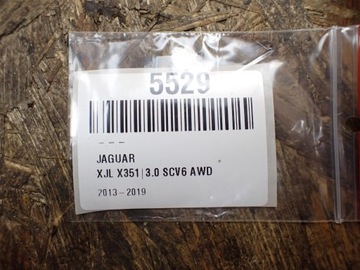 5529
– – –
JAGUAR
XJL X351|3.0 SCV6 AWD
2013–2019